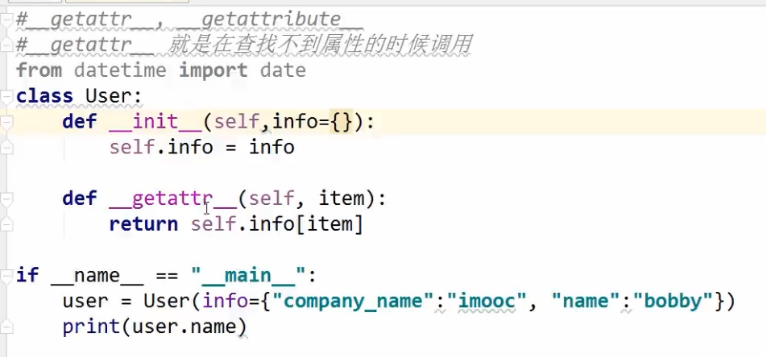 #__getattr__, __getattribute__
#__getattr__ 就是在查找不到属性的时候调用
from datetime import date
class User:
    def __init__(self,info={}):
        self.info = info
    def __getattr__(self, item):
        return self.info[item]
if __name__ == "__main__":
    user = User(info={"company_name":"imooc", "name":"bobby"})
    print(user.name)